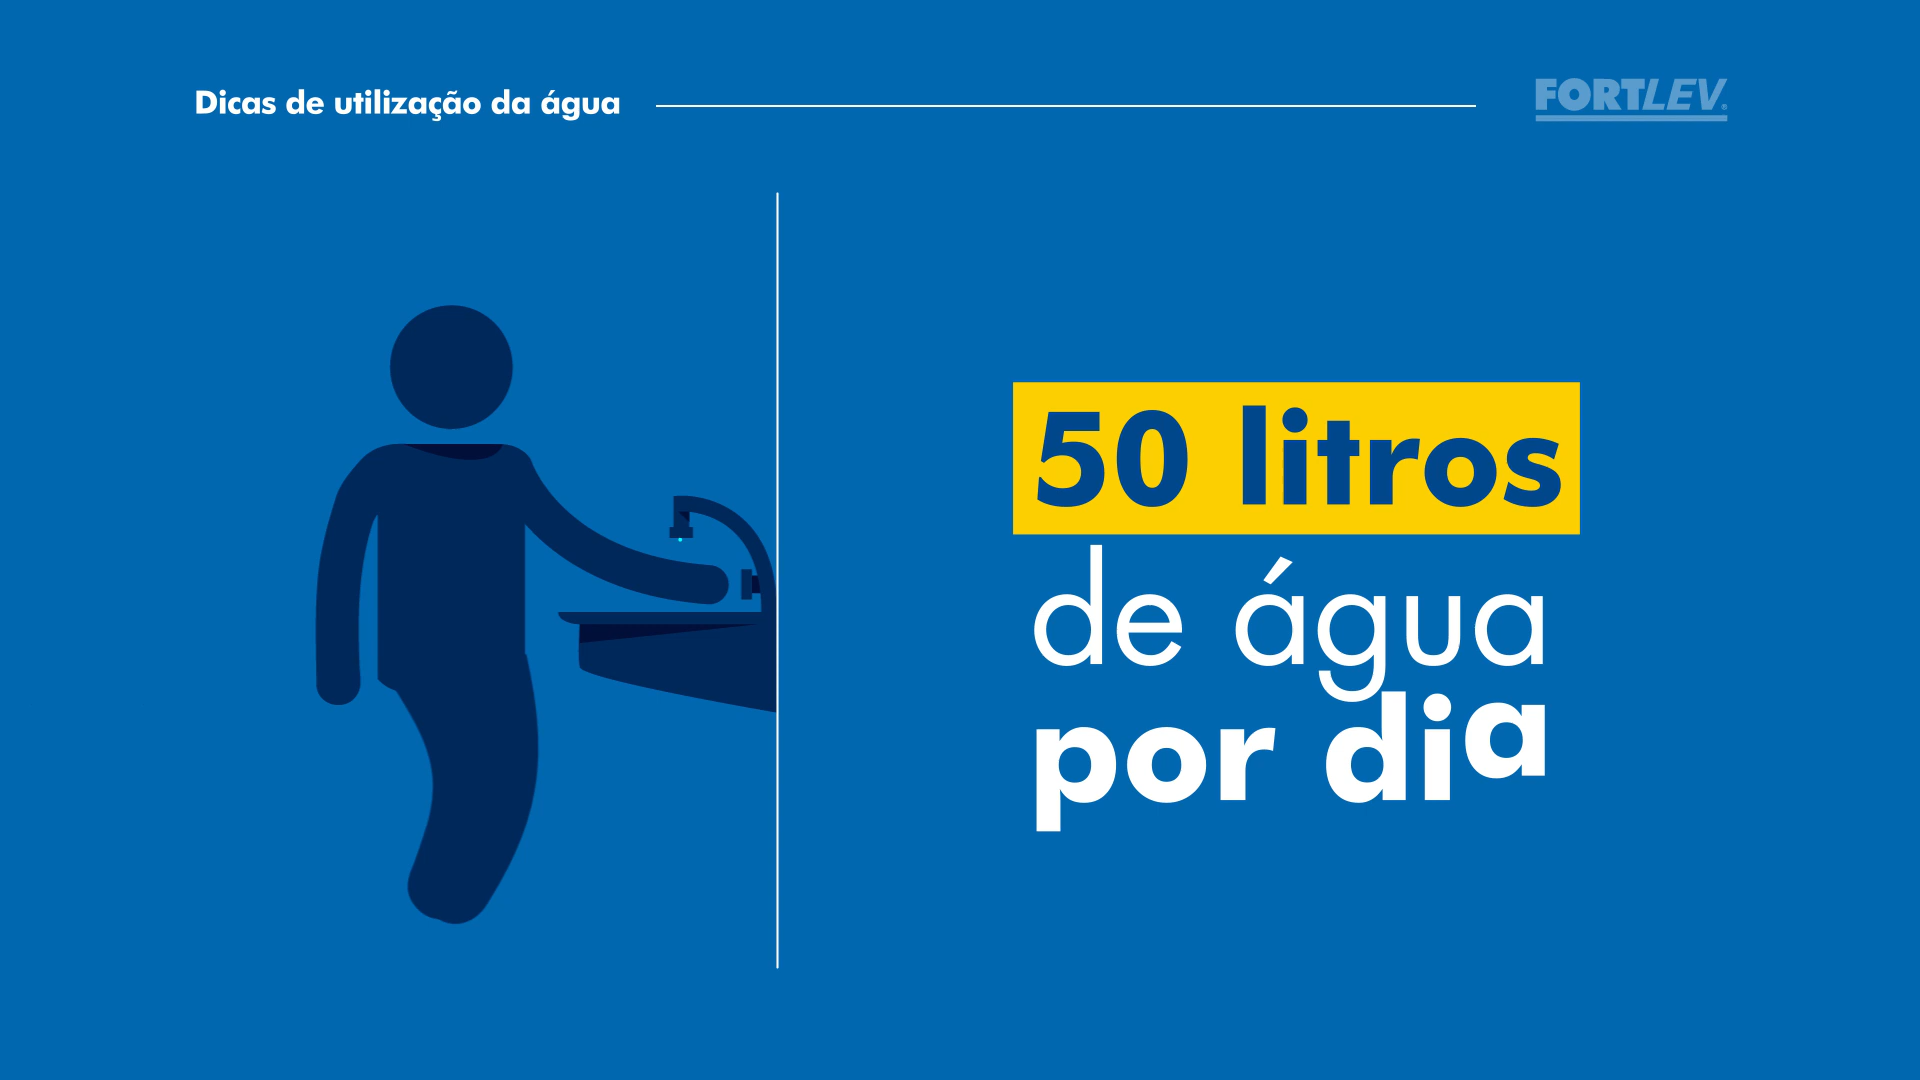 Dicas de utilização da água
FORTLEV®
50 litros
de água
por dia